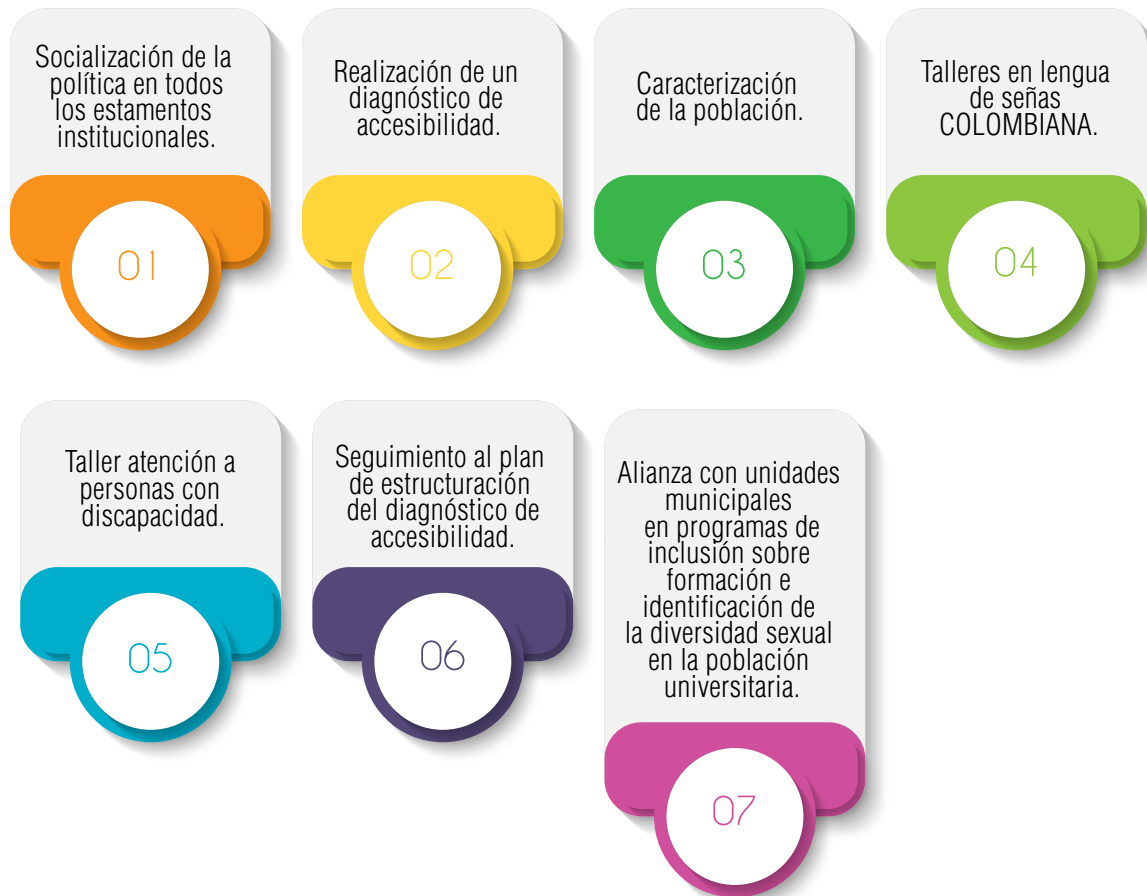 Socialización de la
política en todos
los estamentos
institucionales.
01
Realización de un
diagnóstico de
accesibilidad.
02
Caracterización
de la población.
03
Talleres en lengua
de señas
COLOMBIANA.
04
Taller atención a
personas con
discapacidad.
05
Seguimiento al plan
de estructuración
del diagnóstico de
accesibilidad.
06
Alianza con unidades
municipales
en programas de
inclusión sobre
formación e
identificación de
la diversidad sexual
en la población
universitaria.
07